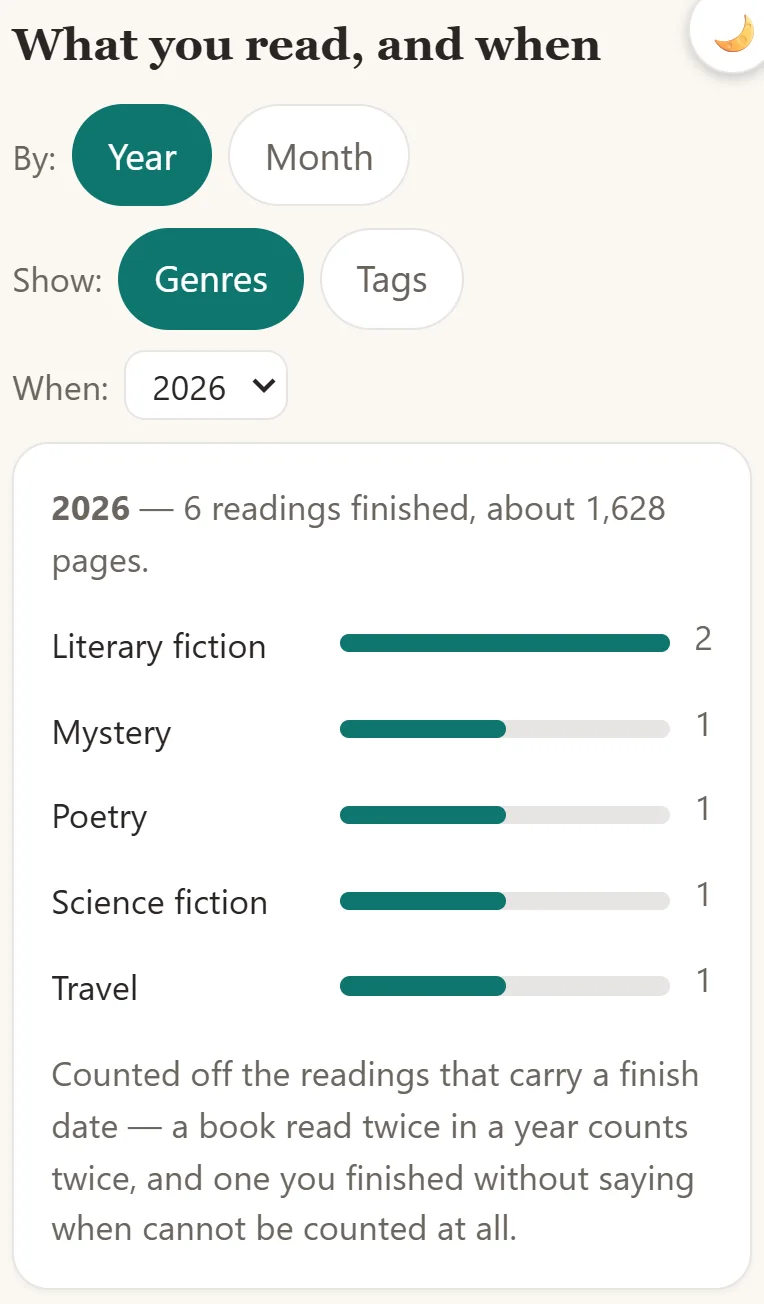 What you read, and when
By: Year Month
Show: Genres Tags
When: 2026
2026 — 6 readings finished, about 1,628
pages.
Literary fiction 2
Mystery 1
Poetry 1
Science fiction 1
Travel 1
Counted off the readings that carry a finish
date — a book read twice in a year counts
twice, and one you finished without saying
when cannot be counted at all.